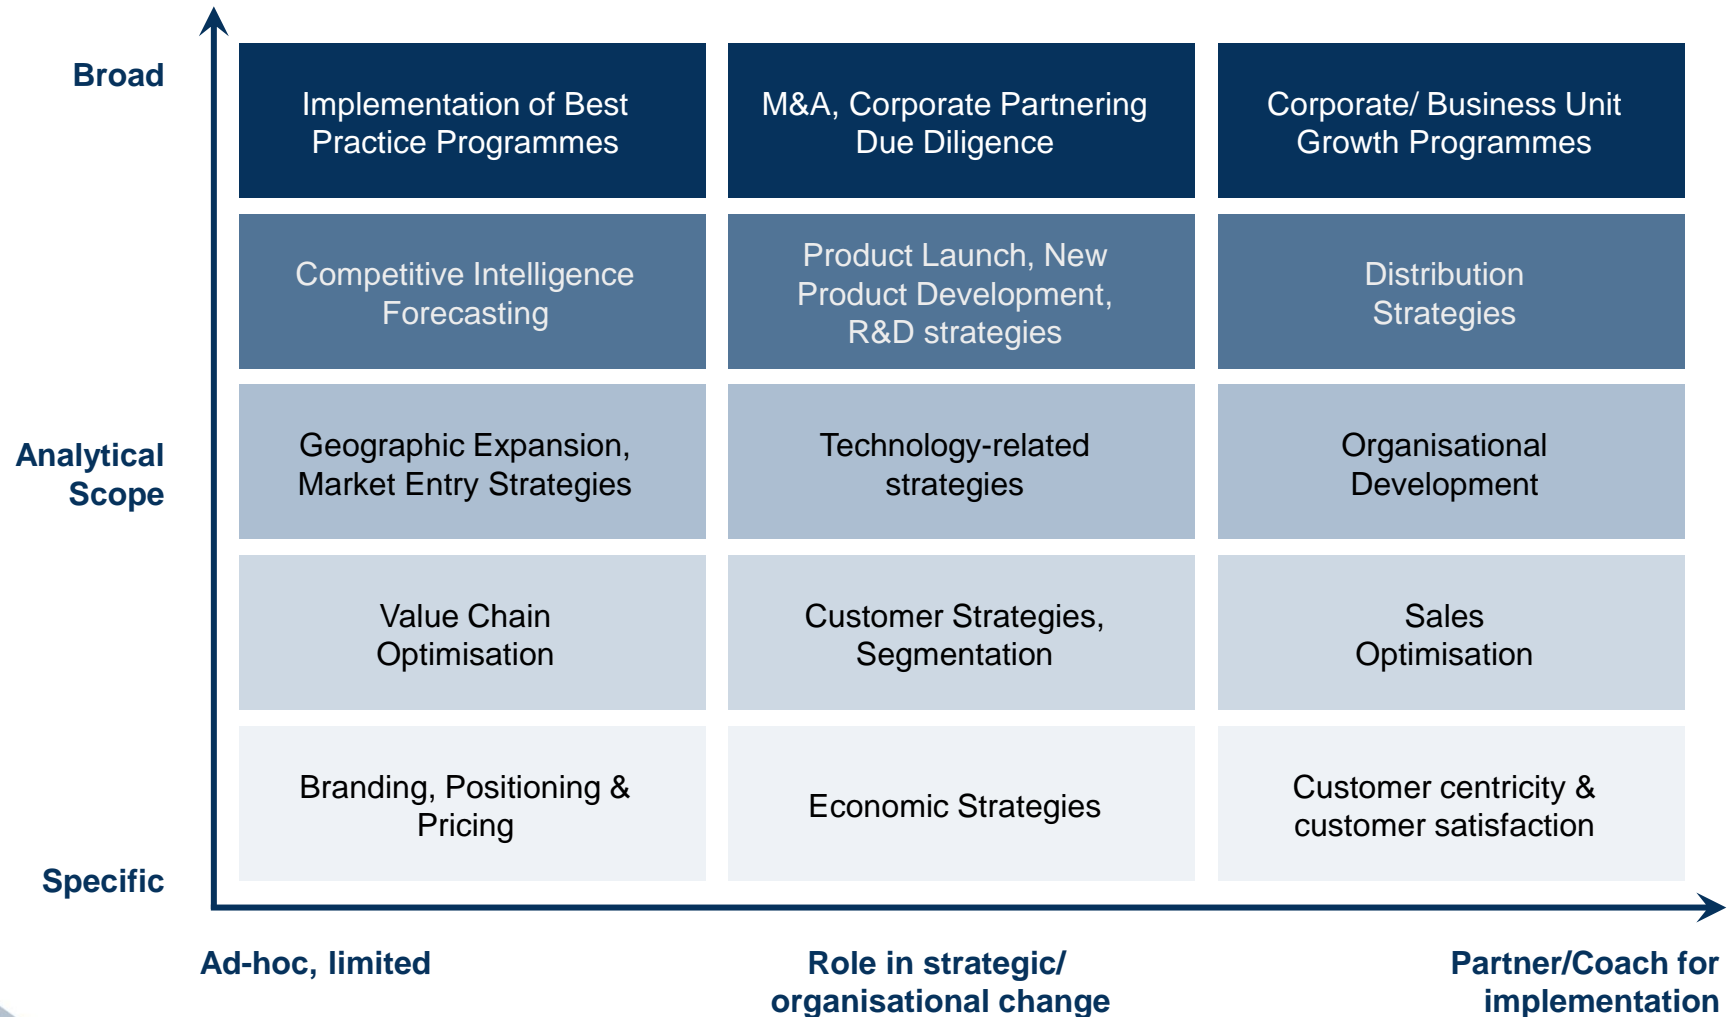 Broad
Implementation of Best
Practice Programmes
M&A, Corporate Partnering
Due Diligence
Corporate/ Business Unit
Growth Programmes
Competitive Intelligence
Forecasting
Product Launch, New
Product Development,
R&D strategies
Distribution
Strategies
Analytical
Scope
Geographic Expansion,
Market Entry Strategies
Technology-related
strategies
Organisational
Development
Value Chain
Optimisation
Customer Strategies,
Segmentation
Sales
Optimisation
Branding, Positioning &
Pricing
Economic Strategies
Customer centricity &
customer satisfaction
Specific
Ad-hoc, limited
Role in strategic/
organisational change
Partner/Coach for
implementation